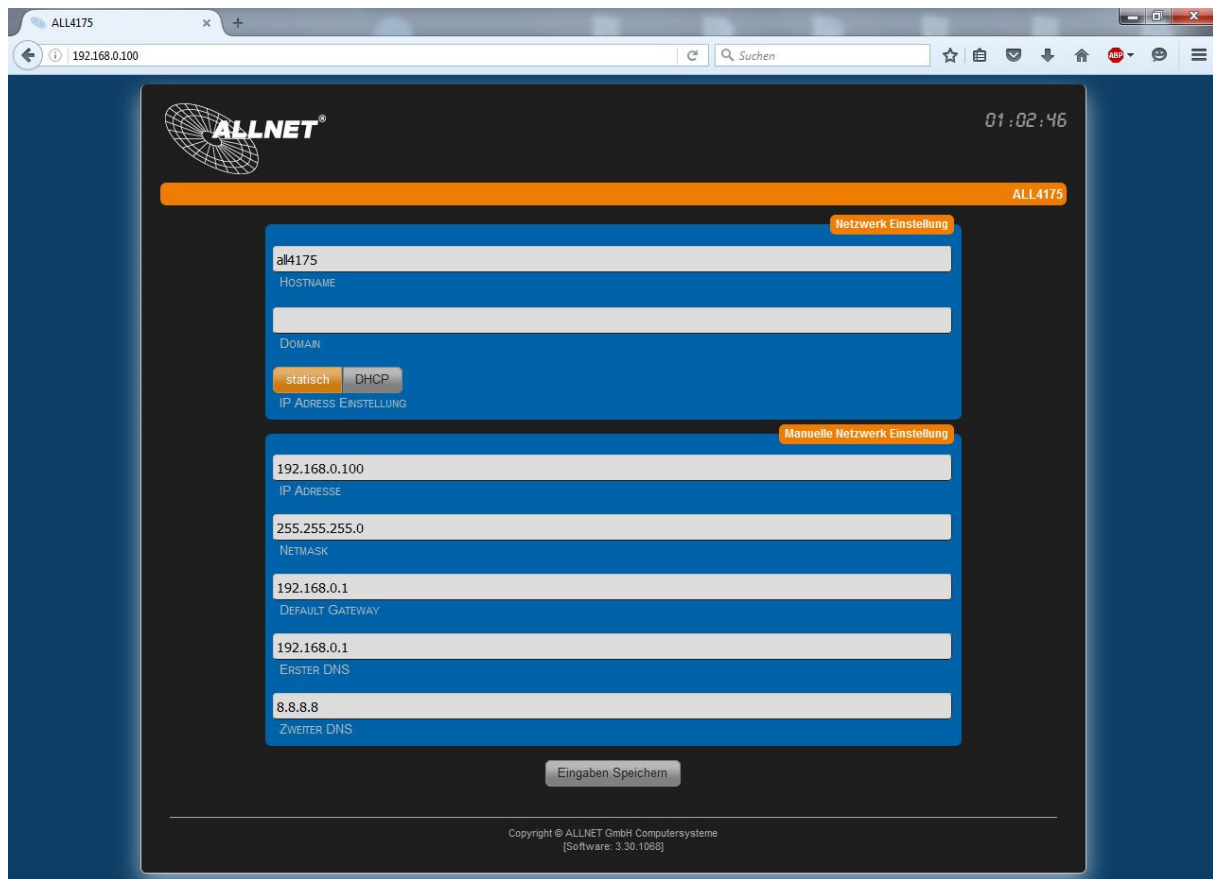 ALL4175
192.168.0.100
Suchen
ABP
ALLNET®
01:02:46
ALL4175
Netzwerk Einstellung
all4175
Hostname
Domain
statisch DHCP
IP Adress Einstellung
Manuelle Netzwerk Einstellung
192.168.0.100
IP Adresse
255.255.255.0
Netmask
192.168.0.1
Default Gateway
192.168.0.1
Erster DNS
8.8.8.8
Zweiter DNS
Eingaben Speichern
Copyright © ALLNET GmbH Computersysteme
[Software: 3.30.1068]